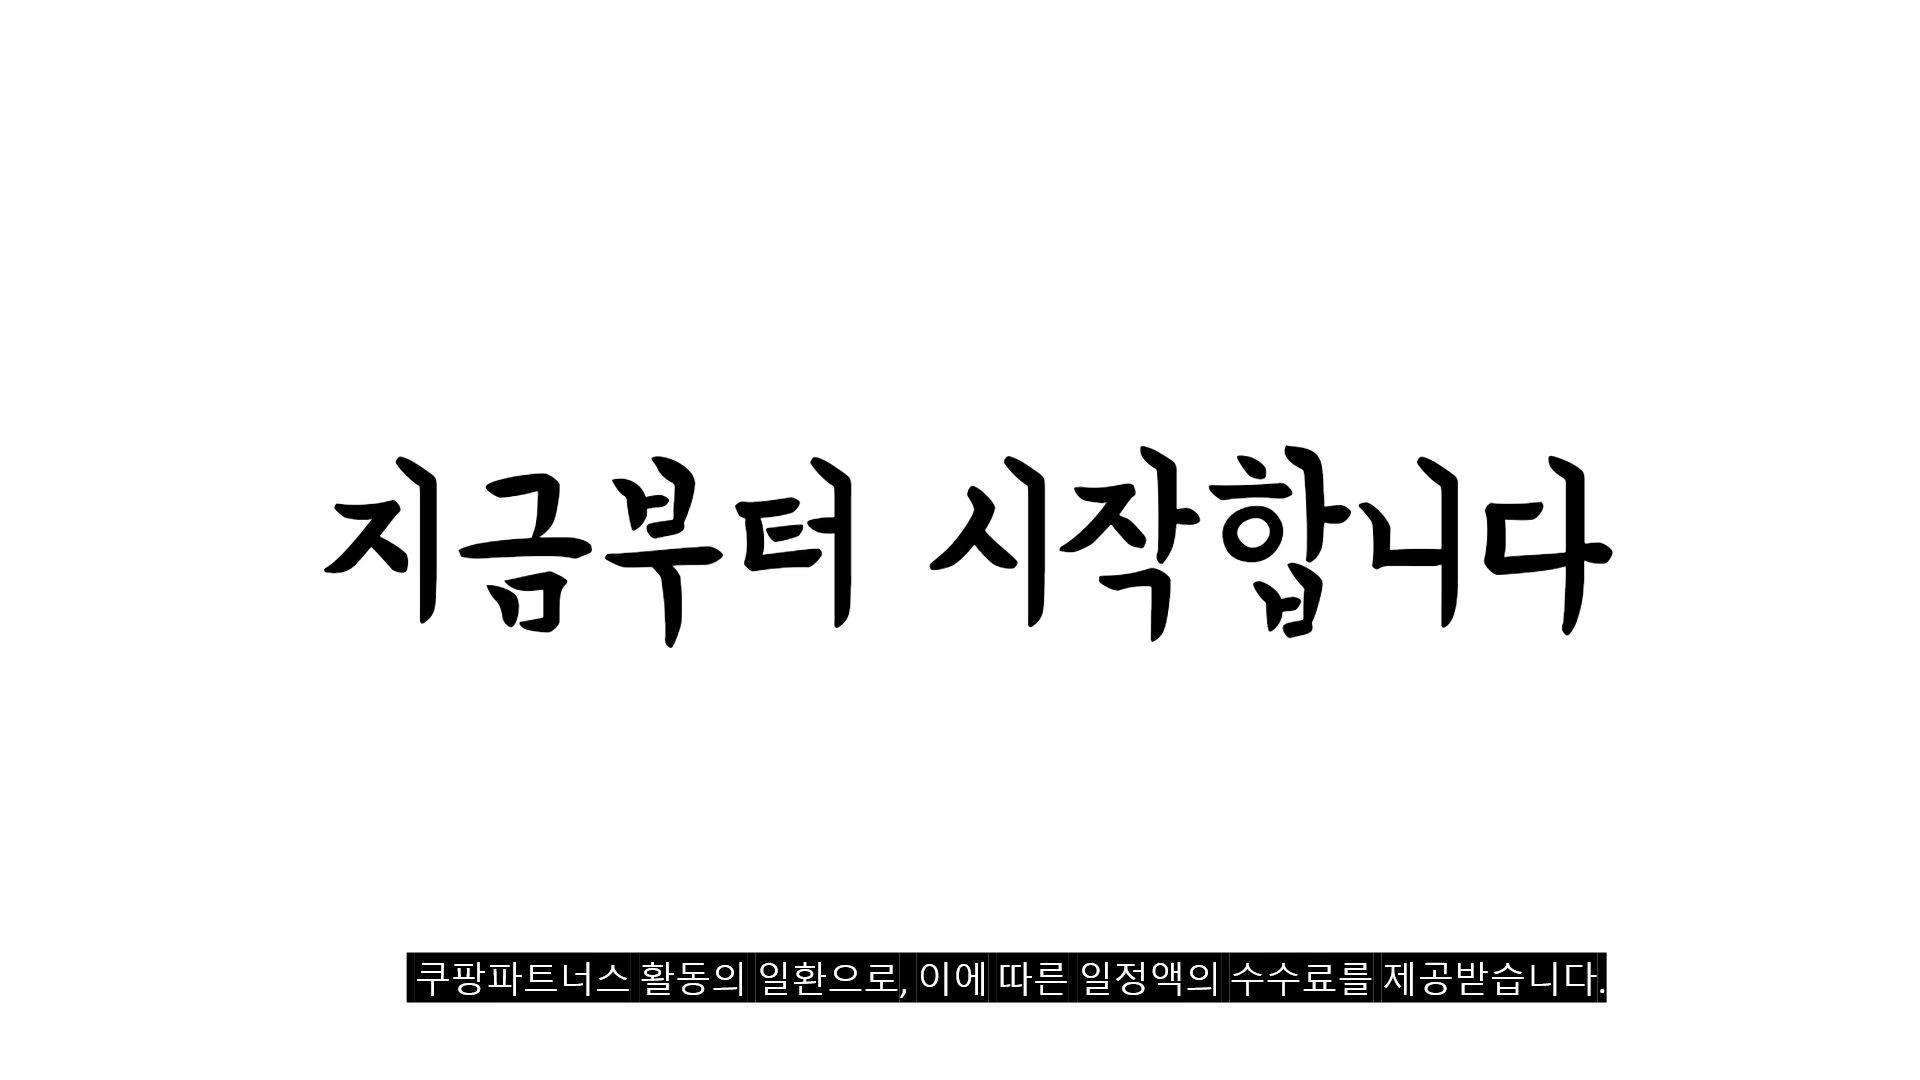 지금부터 시작합니다
쿠팡파트너스 활동의 일환으로, 이에 따른 일정액의 수수료를 제공받습니다.